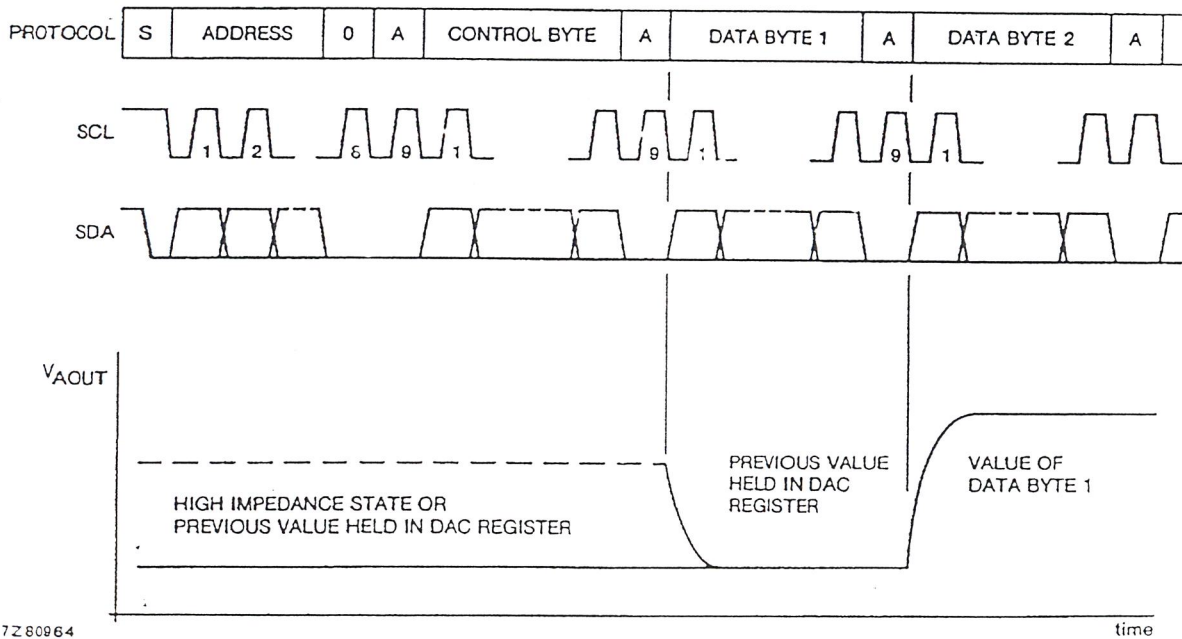 PROTOCOL S ADDRESS 0 A CONTROL BYTE A DATA BYTE 1 A DATA BYTE 2 A
SCL
1 2 8 9 1 9 1 9 1
SDA
VAOUT
HIGH IMPEDANCE STATE OR
PREVIOUS VALUE HELD IN DAC REGISTER
PREVIOUS VALUE
HELD IN DAC
REGISTER
VALUE OF
DATA BYTE 1
time
7Z80964